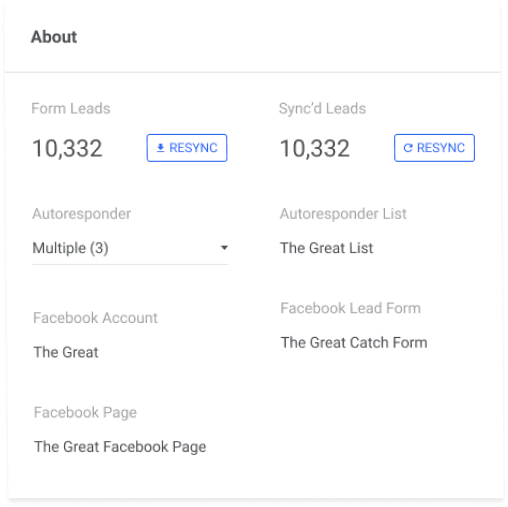 About
Form Leads
Sync'd Leads
10,332
RESYNC
10,332
RESYNC
Autoresponder
Autoresponder List
Multiple (3)
The Great List
Facebook Account
Facebook Lead Form
The Great
The Great Catch Form
Facebook Page
The Great Facebook Page